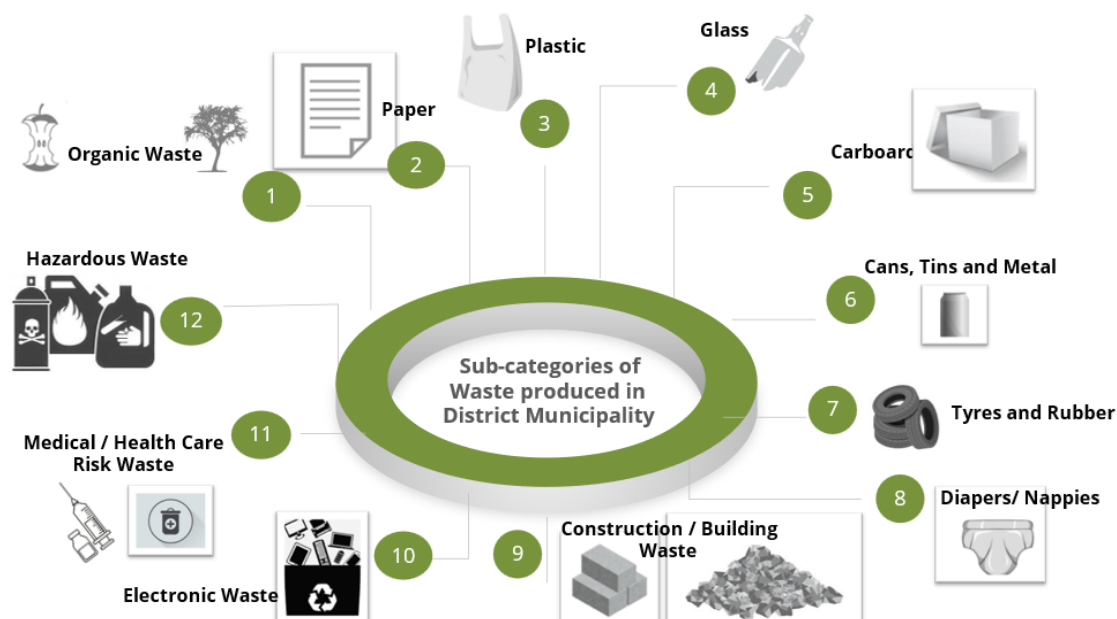 Sub-categories of
Waste produced in
District Municipality
1
Organic Waste
2
Paper
3
Plastic
4
Glass
5
Carboard
6
Cans, Tins and Metal
7
Tyres and Rubber
8
Diapers/ Nappies
9
Construction / Building
Waste
10
Electronic Waste
11
Medical / Health Care
Risk Waste
12
Hazardous Waste